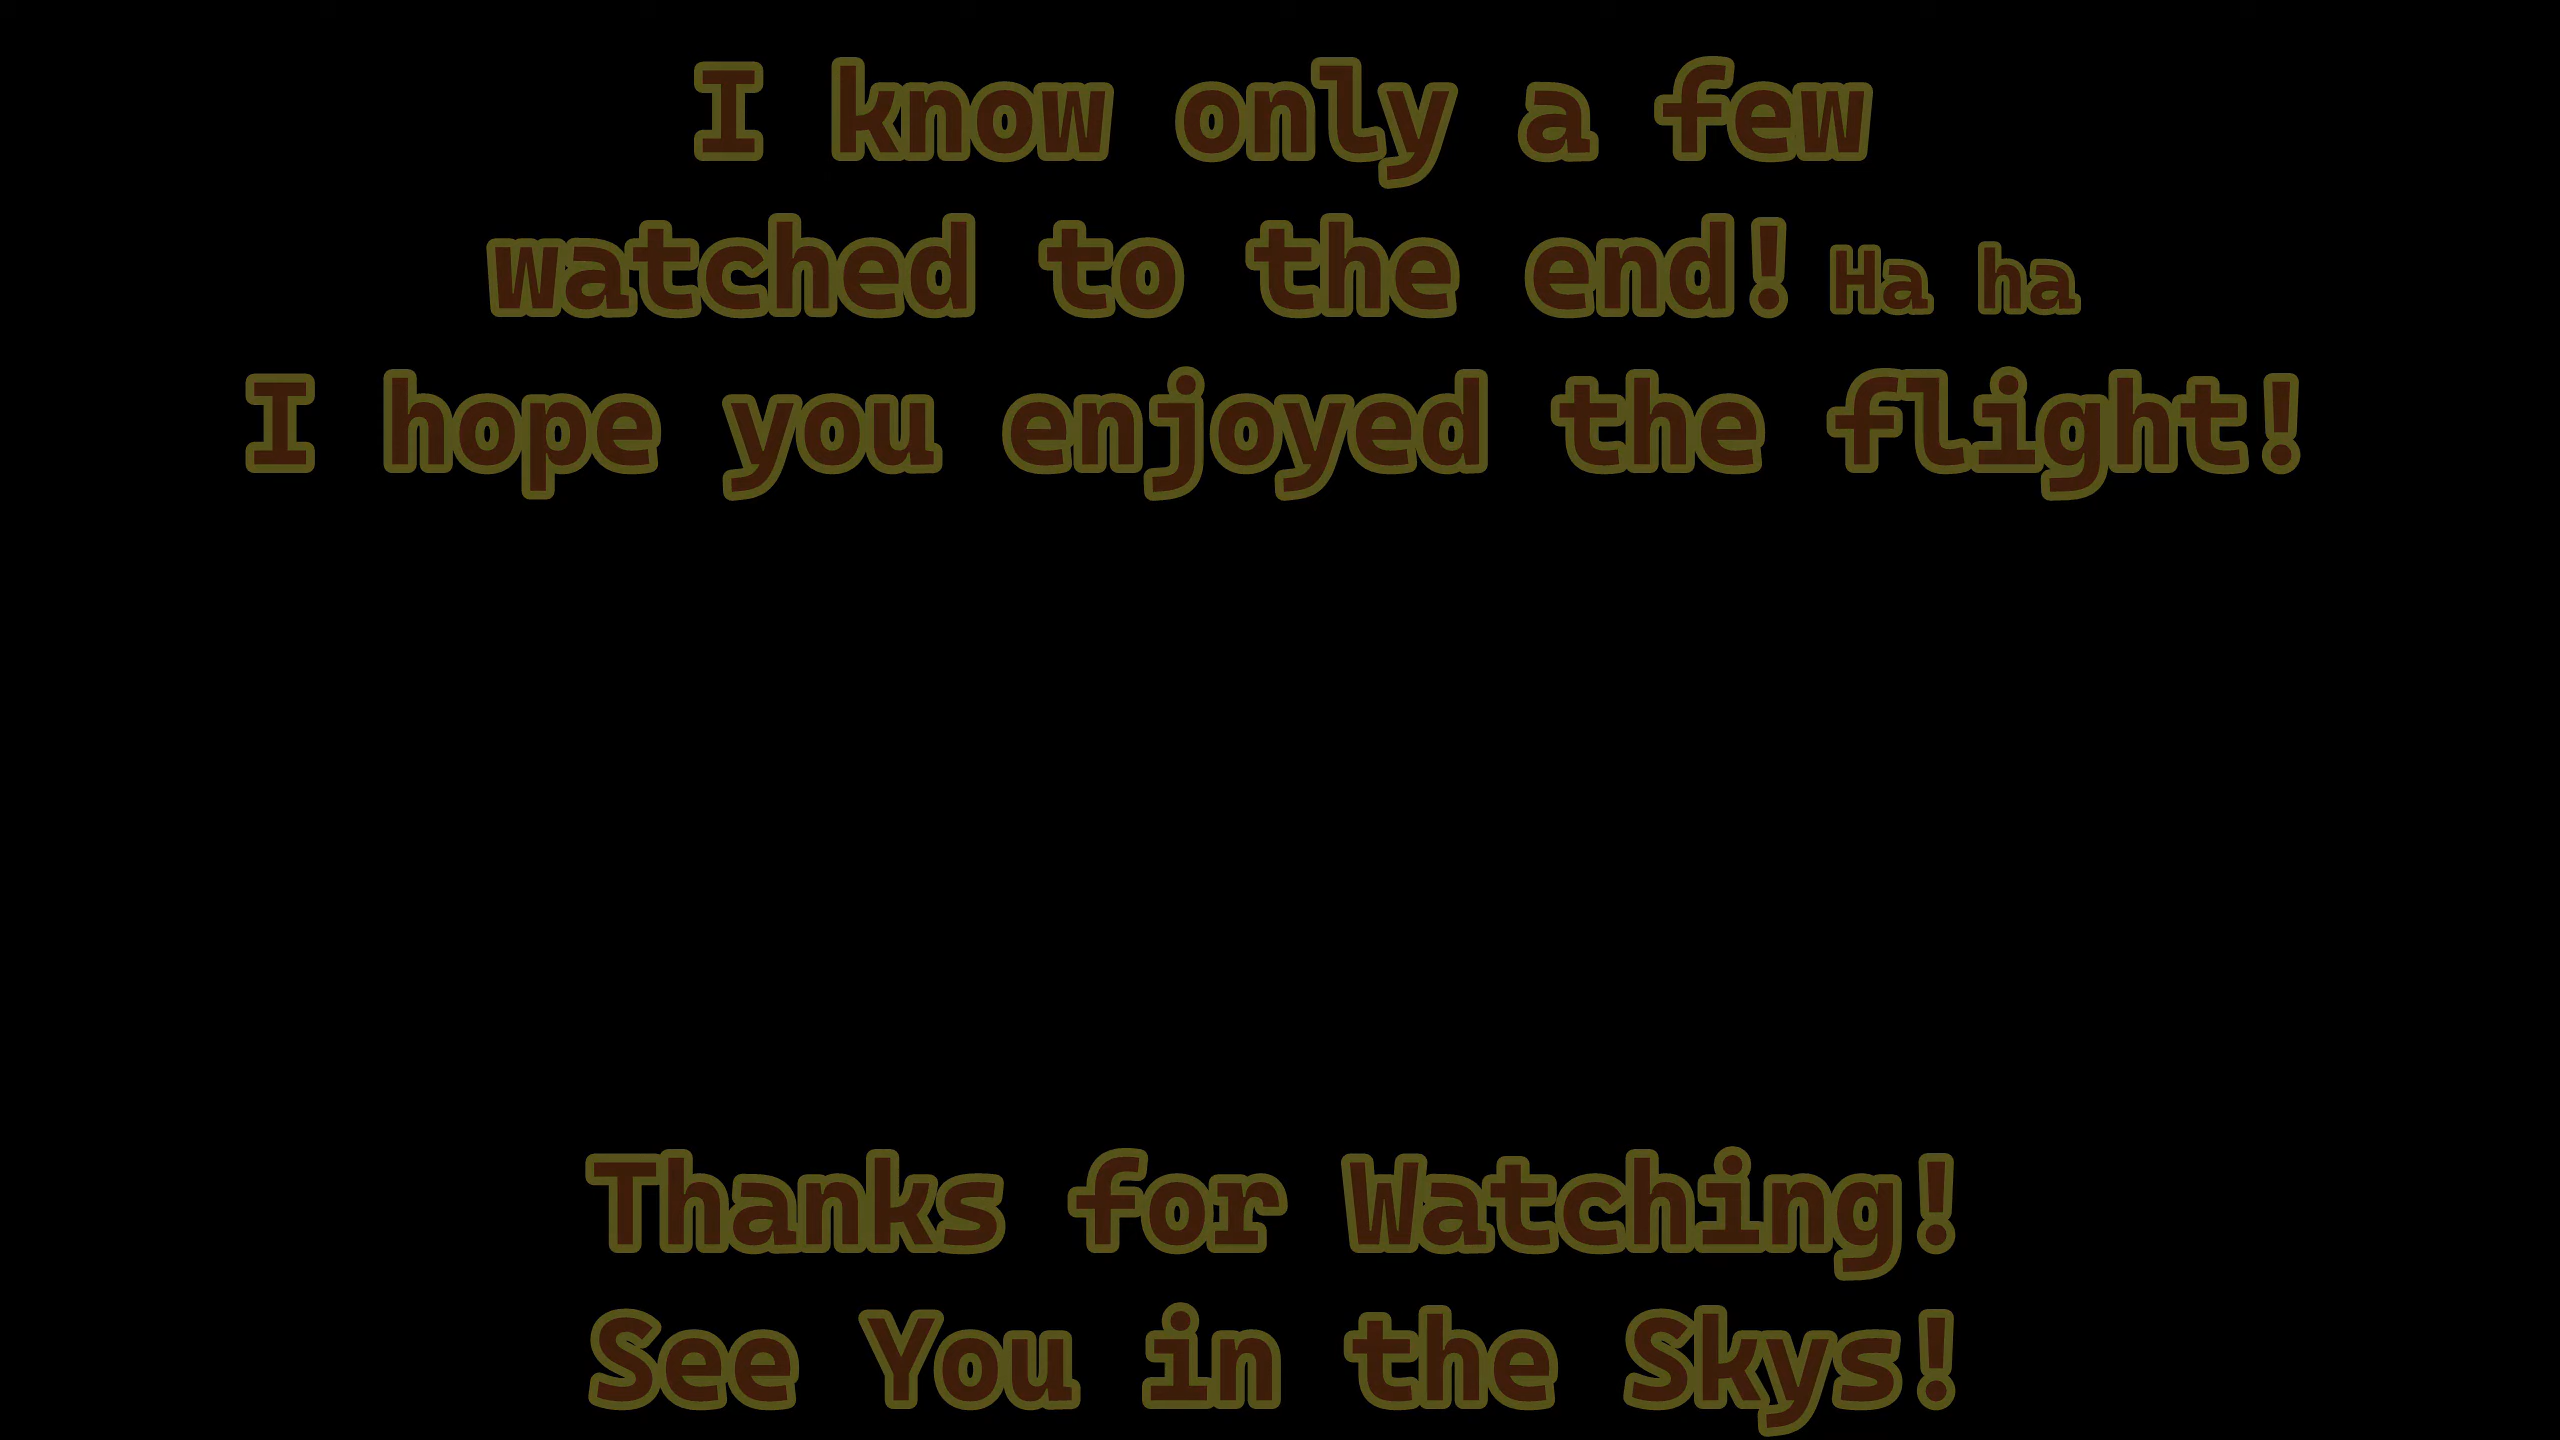 I know only a few
watched to the end! Ha ha
I hope you enjoyed the flight!
Thanks for Watching!
See You in the Skys!